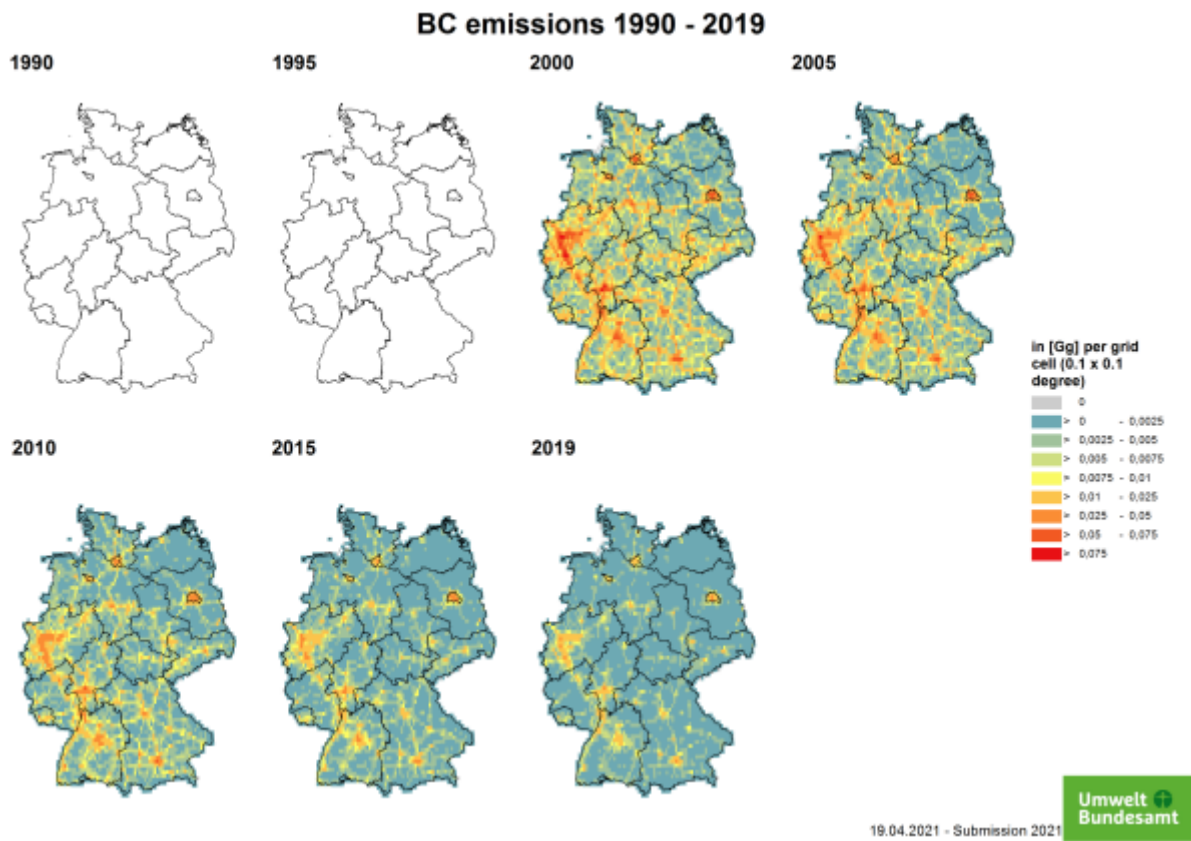 BC emissions 1990 - 2019
1990
1995
2000
2005
in [Gg] per grid
cell (0.1 x 0.1
degree)
0
> 0 - 0,0025
> 0,0025 - 0,005
> 0,005 - 0,0075
> 0,0075 - 0,01
> 0,01 - 0,025
> 0,025 - 0,05
> 0,05 - 0,075
> 0,075
2010
2015
2019
Umwelt
Bundesamt
19.04.2021 - Submission 2021